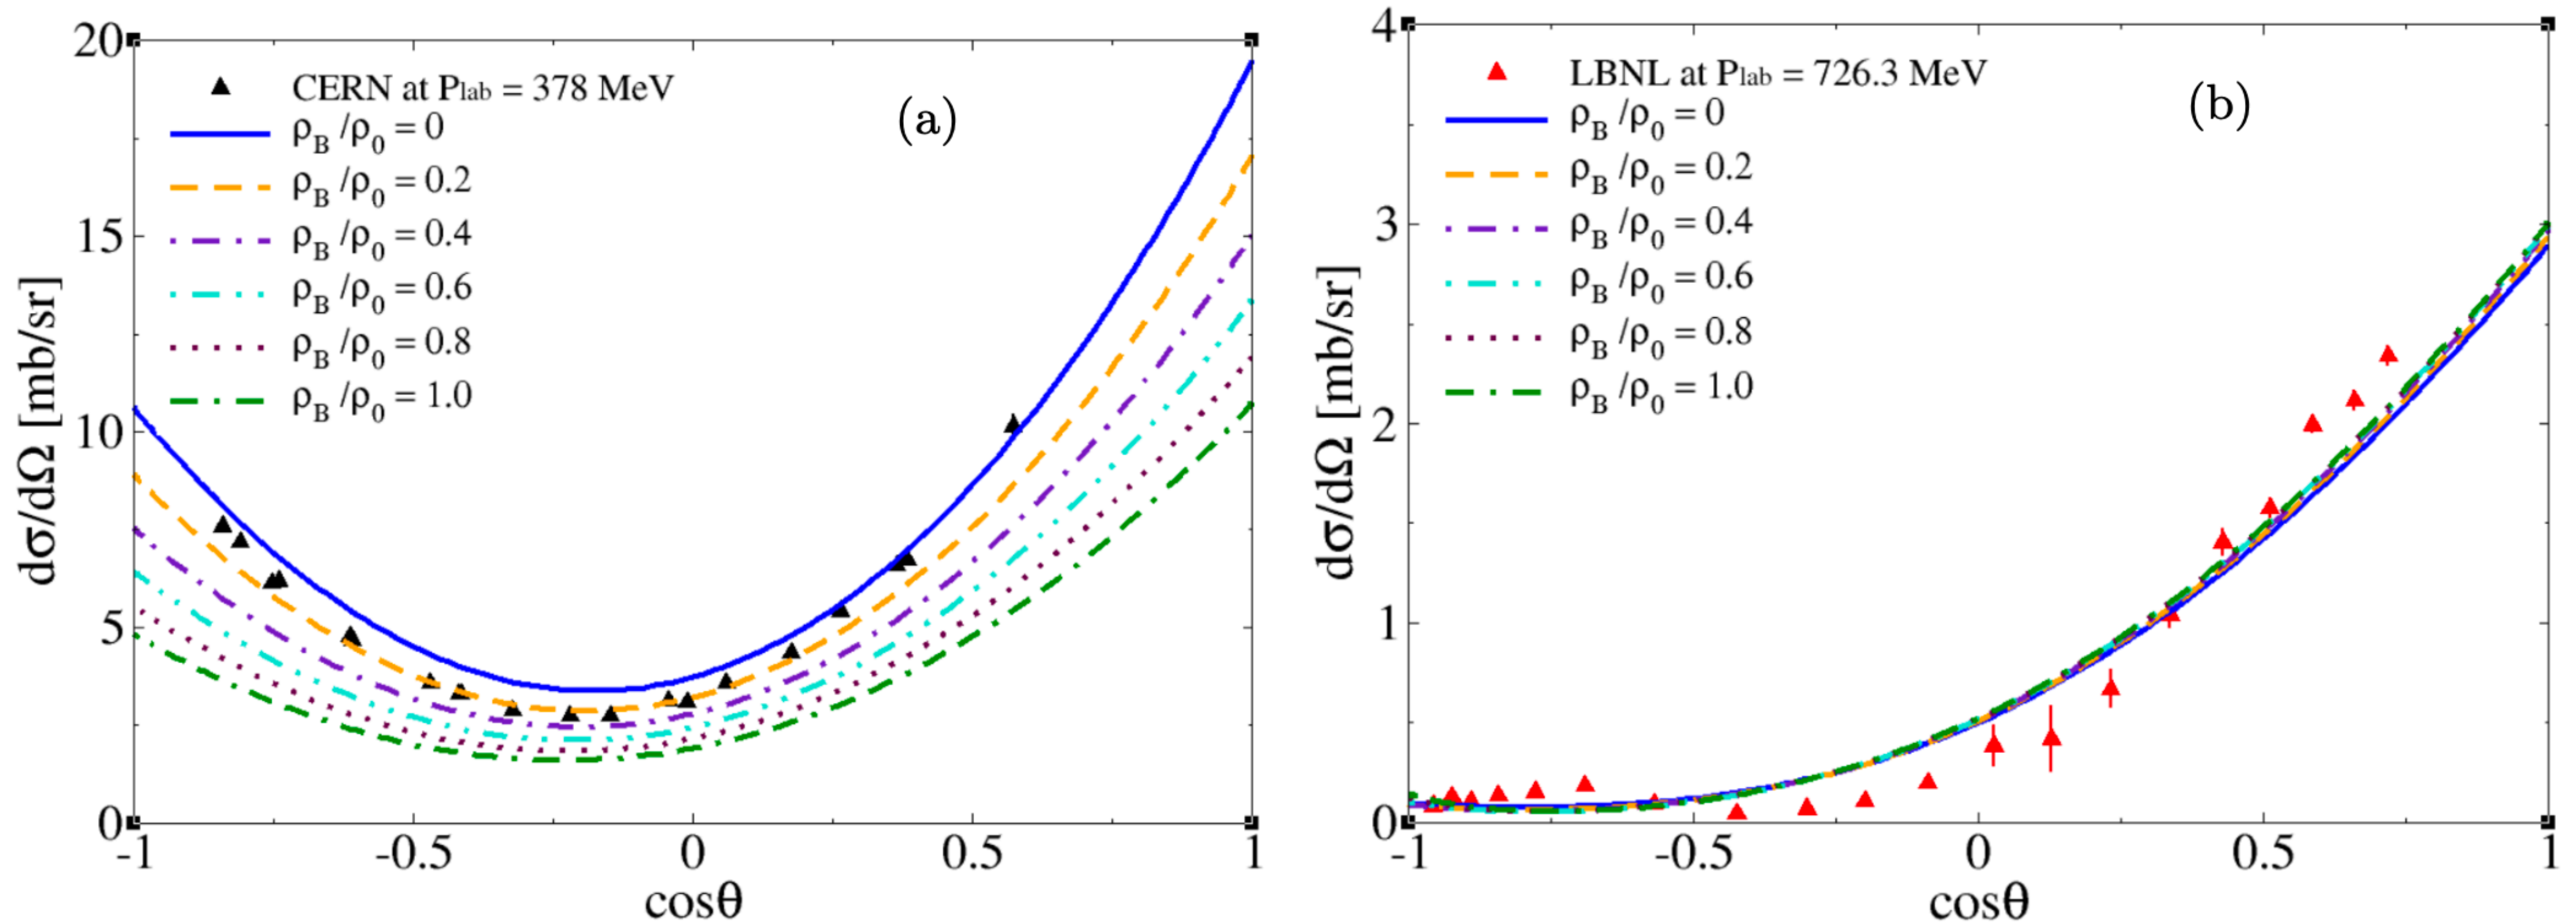 20
15
10
5
0
dσ/dΩ [mb/sr]
CERN at Plab = 378 MeV
ρB /ρ0 = 0
ρB /ρ0 = 0.2
ρB /ρ0 = 0.4
ρB /ρ0 = 0.6
ρB /ρ0 = 0.8
ρB /ρ0 = 1.0
(a)
-1 -0.5 0 0.5 1
cosθ
4
3
2
1
0
dσ/dΩ [mb/sr]
LBNL at Plab = 726.3 MeV
ρB /ρ0 = 0
ρB /ρ0 = 0.2
ρB /ρ0 = 0.4
ρB /ρ0 = 0.6
ρB /ρ0 = 0.8
ρB /ρ0 = 1.0
(b)
-1 -0.5 0 0.5 1
cosθ